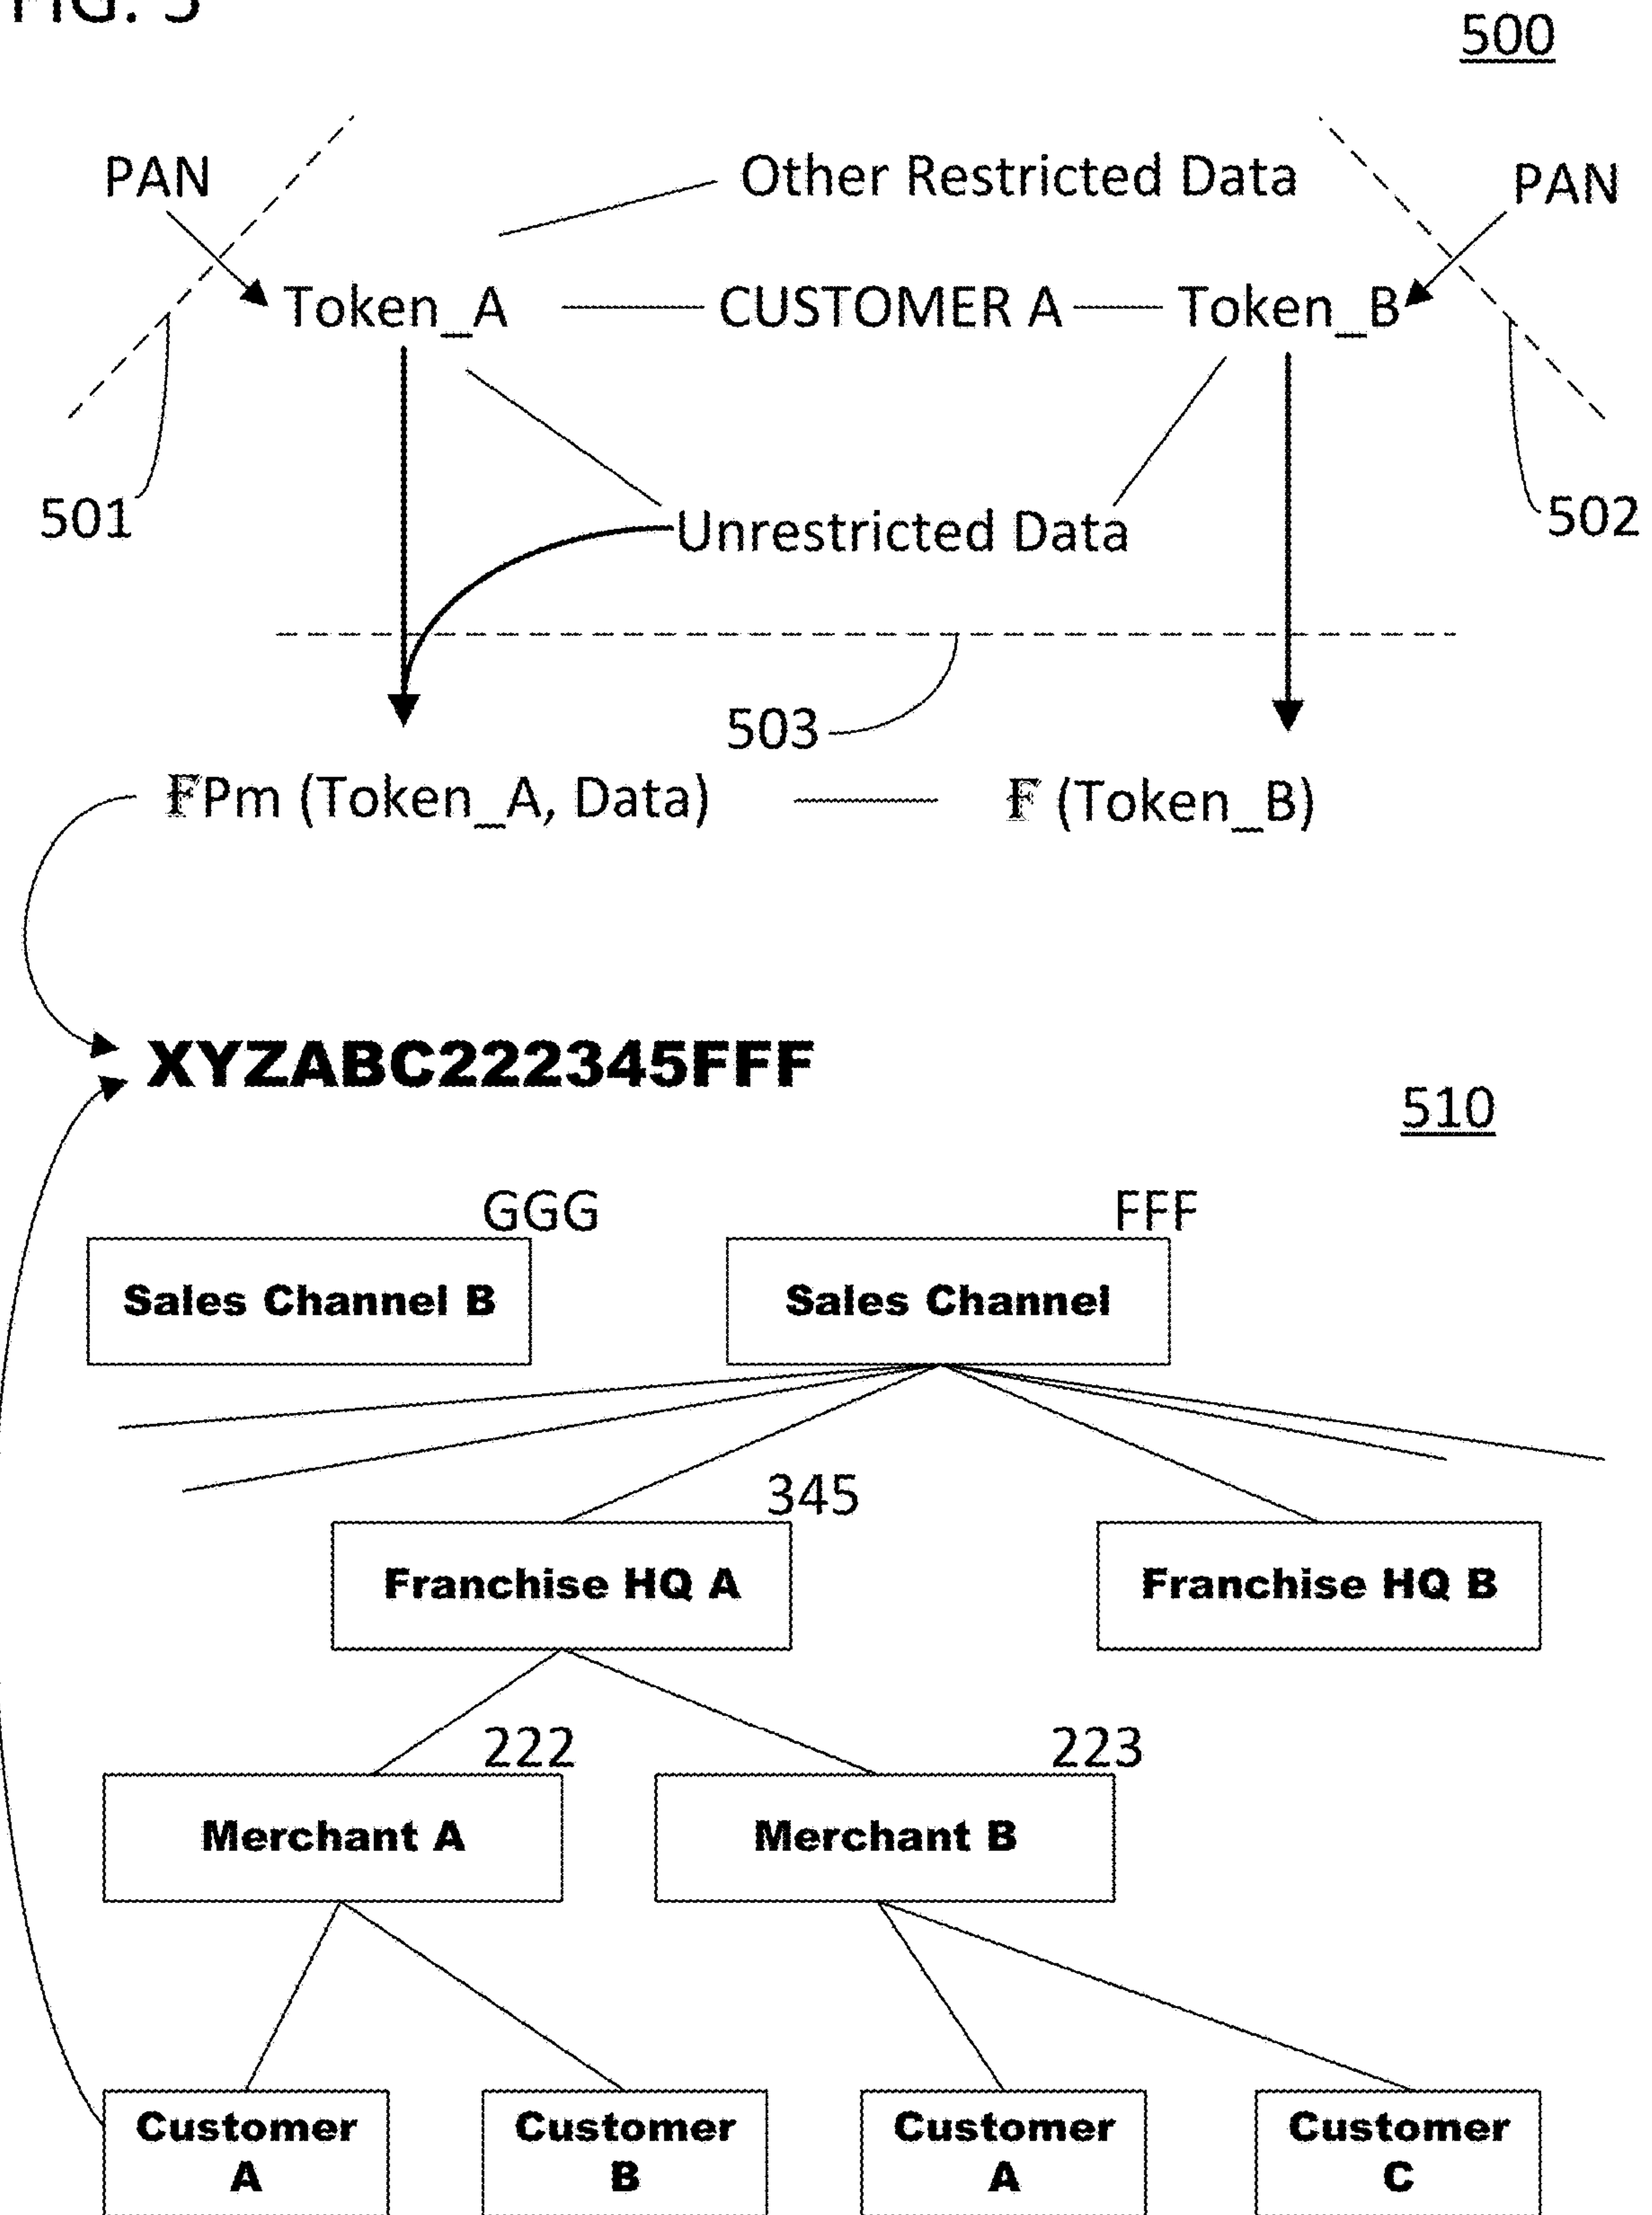 FIG. 5
500
PAN
Other Restricted Data
PAN
Token_A
CUSTOMER A
Token_B
501
Unrestricted Data
502
503
𝔽Pm (Token_A, Data)
𝔽 (Token_B)
XYZABC222345FFF
510
GGG
FFF
Sales Channel B
Sales Channel
345
Franchise HQ A
Franchise HQ B
222
223
Merchant A
Merchant B
Customer
A
Customer
B
Customer
A
Customer
C